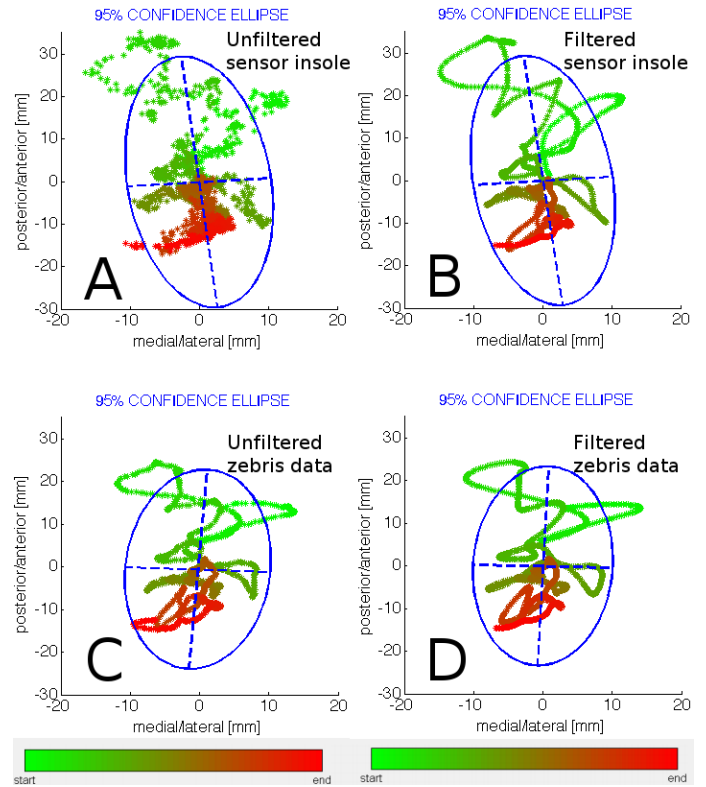 95% CONFIDENCE ELLIPSE
Unfiltered
sensor insole
posterior/anterior [mm]
30
20
10
0
-10
-20
30
-20
-10
0
10
20
medial/lateral [mm]
A
95% CONFIDENCE ELLIPSE
Filtered
sensor insole
posterior/anterior [mm]
30
20
10
0
-10
-20
-30
-20
-10
0
10
20
medial/lateral [mm]
B
95% CONFIDENCE ELLIPSE
Unfiltered
zebris data
posterior/anterior [mm]
30
20
10
0
-10
-20
-30
-20
-10
0
10
20
medial/lateral [mm]
C
95% CONFIDENCE ELLIPSE
Filtered
zebris data
posterior/anterior [mm]
30
20
10
0
-10
-20
-30
-20
-10
0
10
20
medial/lateral [mm]
D
start
end
start
end